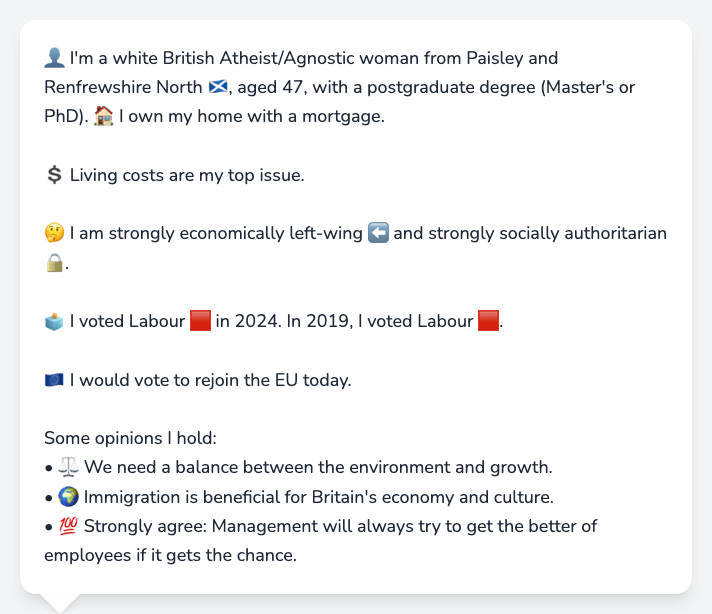 👤 I'm a white British Atheist/Agnostic woman from Paisley and
Renfrewshire North 🏴󠁧󠁢󠁳󠁣󠁴󠁿, aged 47, with a postgraduate degree (Master's or
PhD). 🏠 I own my home with a mortgage.
💲 Living costs are my top issue.
🤔 I am strongly economically left-wing ⬅️ and strongly socially authoritarian
🔒.
🗳️ I voted Labour 🟥 in 2024. In 2019, I voted Labour 🟥.
🇪🇺 I would vote to rejoin the EU today.
Some opinions I hold:
• ⚖️ We need a balance between the environment and growth.
• 🌍 Immigration is beneficial for Britain's economy and culture.
• 💯 Strongly agree: Management will always try to get the better of
employees if it gets the chance.